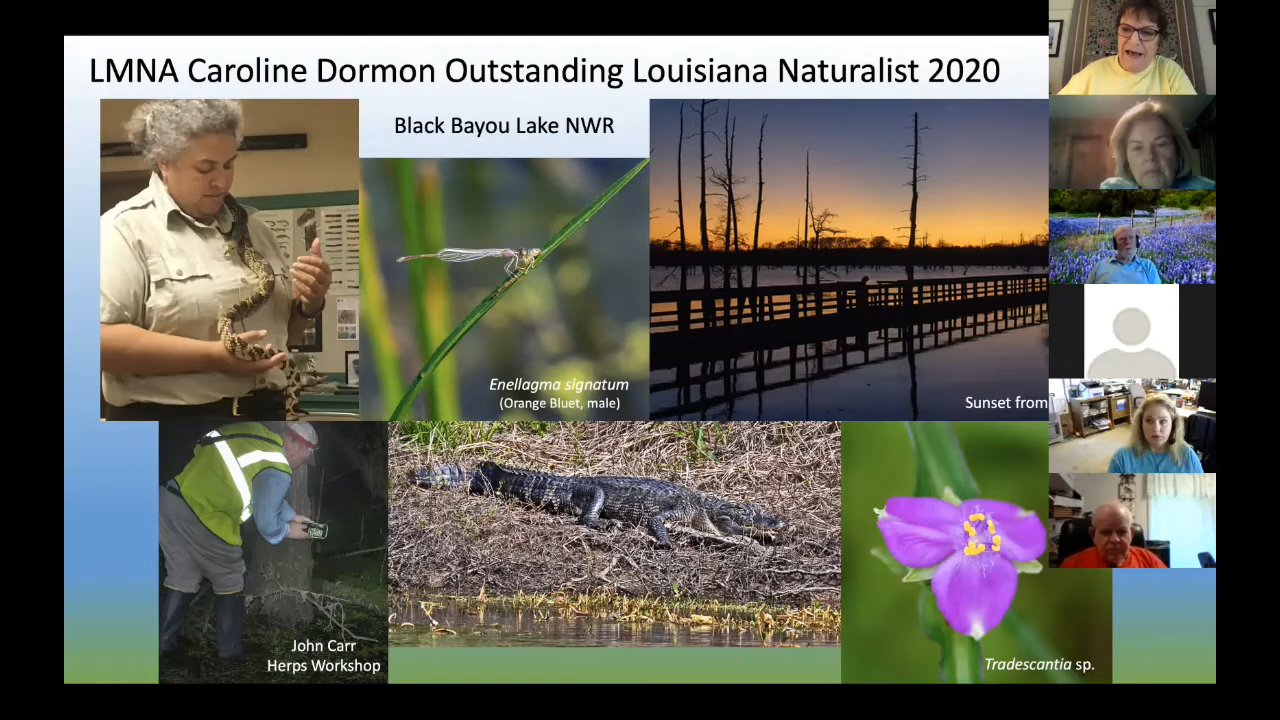 LMNA Caroline Dormon Outstanding Louisiana Naturalist 2020
Black Bayou Lake NWR
Enellagma signatum
(Orange Bluet, male)
Sunset from
John Carr
Herps Workshop
Tradescantia sp.